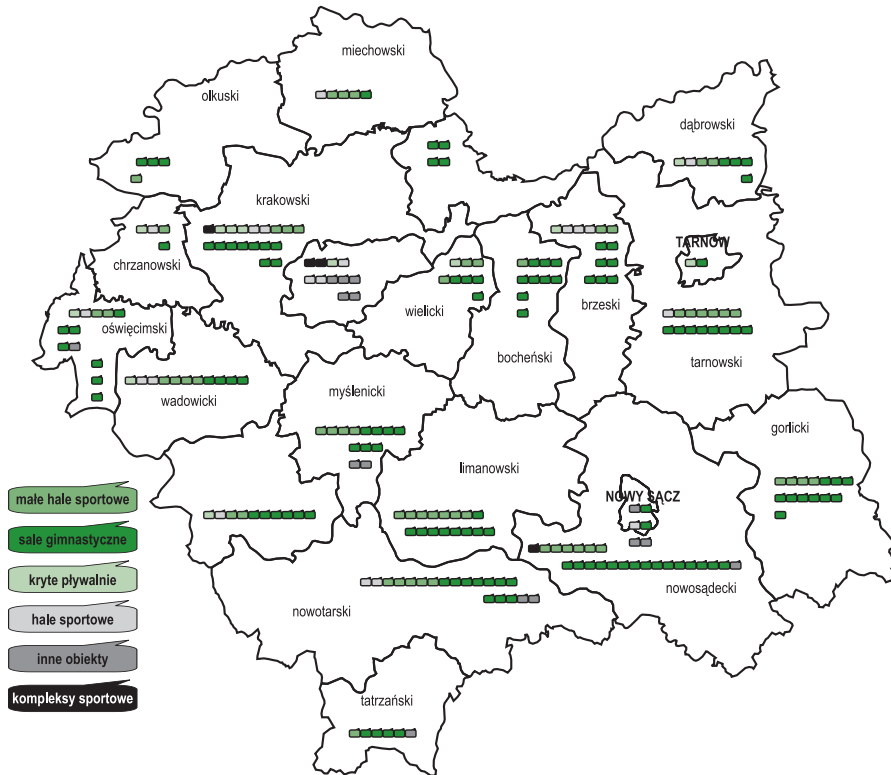 miechowski
olkuski
dąbrowski
krakowski
TARNÓW
chrzanowski
wielicki
brzeski
oświęcimski
bocheński
tarnowski
myślenicki
wadowicki
gorlicki
limanowski
NOWY SĄCZ
nowosądecki
nowotarski
tatrzański
małe hale sportowe
sale gimnastyczne
kryte pływalnie
hale sportowe
inne obiekty
kompleksy sportowe